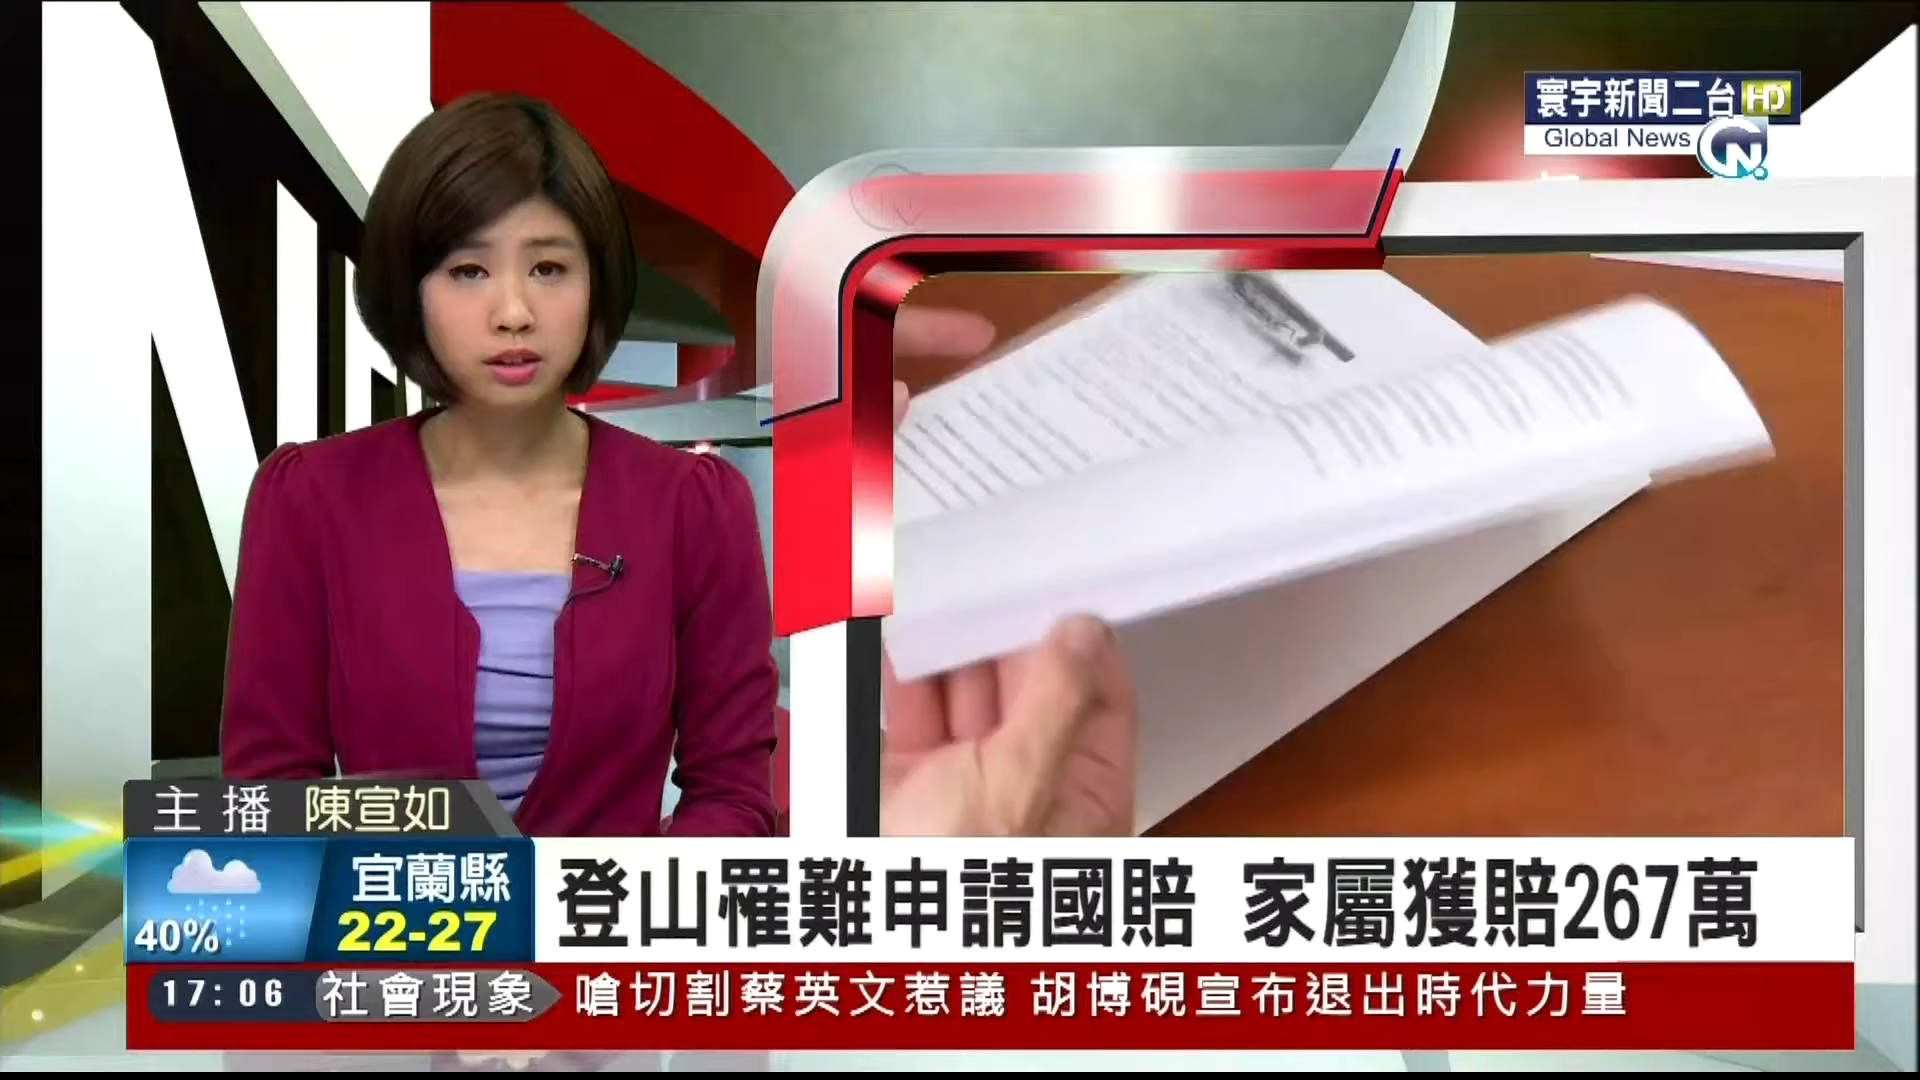 寰宇新聞二台HD
Global News
主播 陳宣如
宜蘭縣
40%
22-27
登山罹難申請國賠 家屬獲賠267萬
17:06 社會現象 嗆切割蔡英文惹議 胡博硯宣布退出時代力量